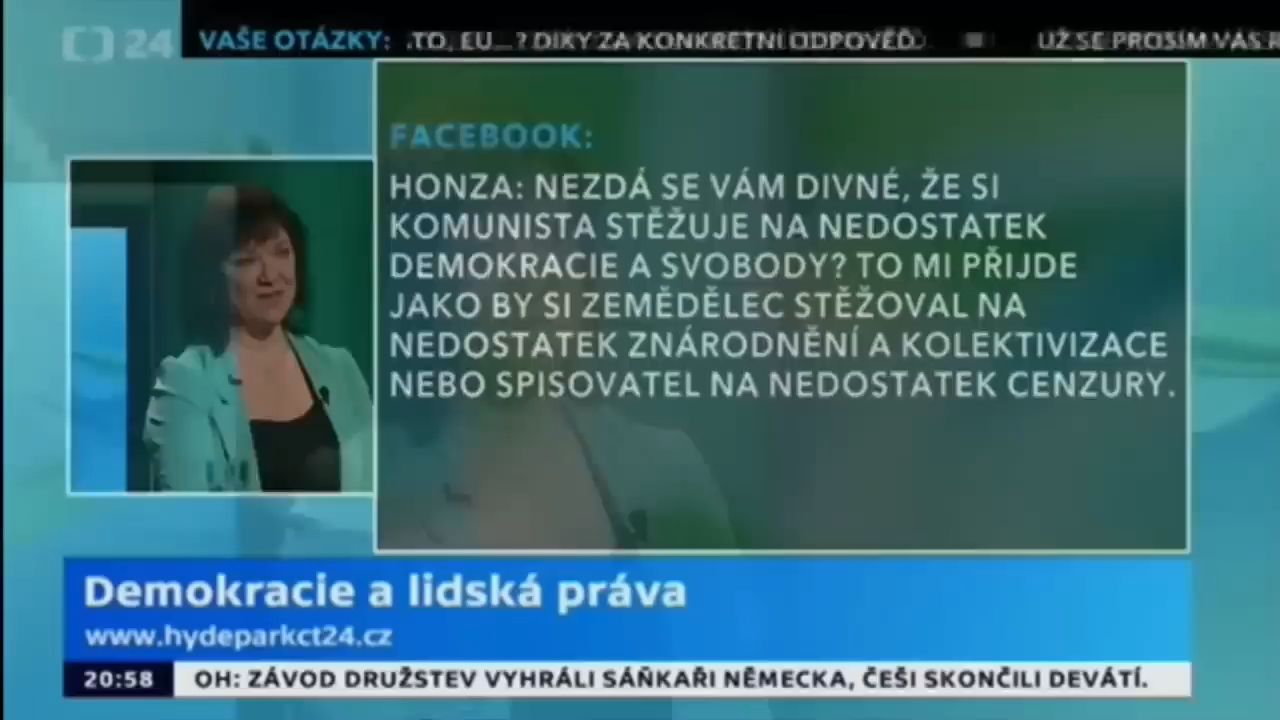 24
VAŠE OTÁZKY: .TO, EU...? DIKY ZA KONKRETNI ODPOVĚĎ. UŽ SE PROSÍM VÁS
FACEBOOK:
HONZA: NEZDÁ SE VÁM DIVNÉ, ŽE SI
KOMUNISTA STĚŽUJE NA NEDOSTATEK
DEMOKRACIE A SVOBODY? TO MI PŘIJDE
JAKO BY SI ZEMĚDĚLEC STĚŽOVAL NA
NEDOSTATEK ZNÁRODNĚNÍ A KOLEKTIVIZACE
NEBO SPISOVATEL NA NEDOSTATEK CENZURY.
Demokracie a lidská práva
www.hydeparkct24.cz
20:58 OH: ZÁVOD DRUŽSTEV VYHRÁLI SÁŇKAŘI NĚMECKA, ČEŠI SKONČILI DEVÁTÍ.